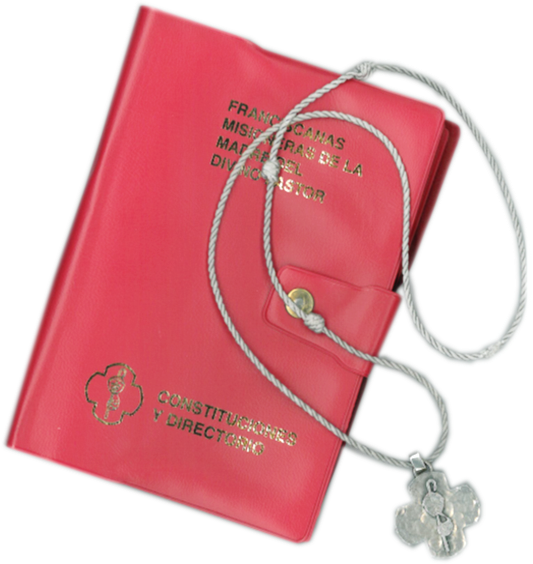 FRANCISCANAS
MISIONERAS DE LA
MADRE DEL
DIVINO PASTOR
CONSTITUCIONES
Y DIRECTORIO